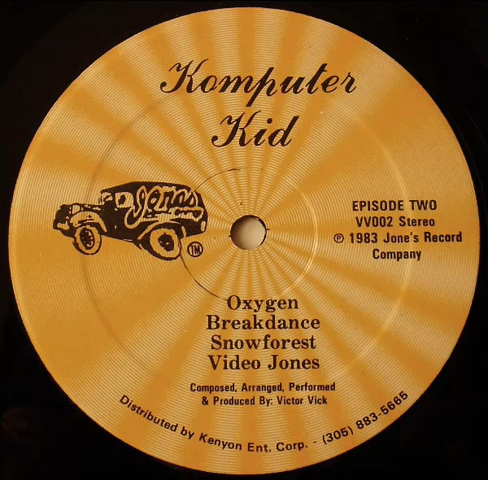 Komputer
Kid
Jones
TM
EPISODE TWO
VV002 Stereo
℗ 1983 Jone's Record
Company
Oxygen
Breakdance
Snowforest
Video Jones
Composed, Arranged, Performed
& Produced By: Victor Vick
Distributed by Kenyon Ent. Corp. - (305) 883-5665